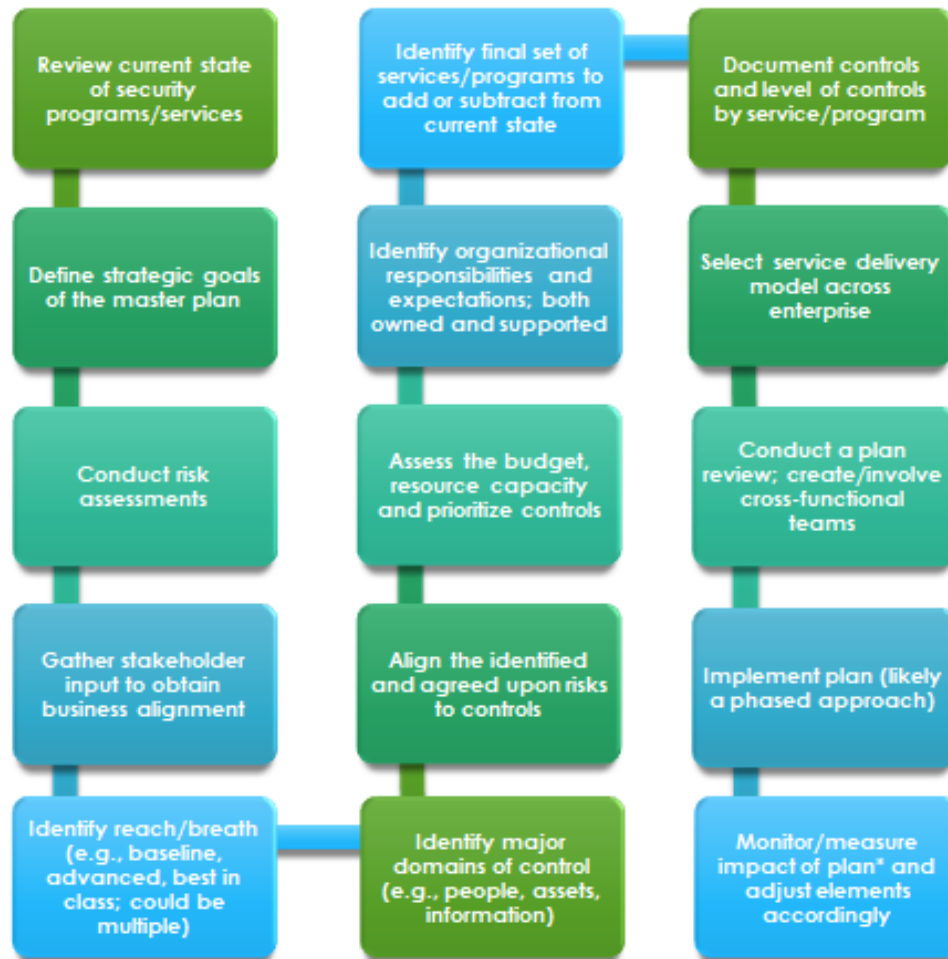 Review current state
of security
programs/services
Define strategic goals
of the master plan
Conduct risk
assessments
Gather stakeholder
input to obtain
business alignment
Identify reach/breath
(e.g., baseline,
advanced, best in
class; could be
multiple)
Identify major
domains of control
(e.g., people, assets,
information)
Align the identified
and agreed upon risks
to controls
Assess the budget,
resource capacity
and prioritize controls
Identify organizational
responsibilities and
expectations; both
owned and supported
Identify final set of
services/programs to
add or subtract from
current state
Document controls
and level of controls
by service/program
Select service delivery
model across
enterprise
Conduct a plan
review; create/involve
cross-functional
teams
Implement plan (likely
a phased approach)
Monitor/measure
impact of plan* and
adjust elements
accordingly